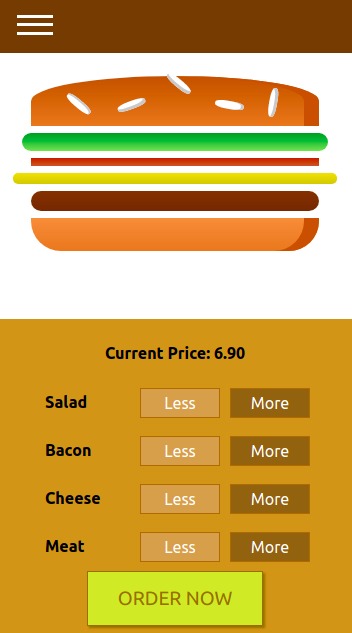 Current Price: 6.90
Salad Less More
Bacon Less More
Cheese Less More
Meat Less More
ORDER NOW